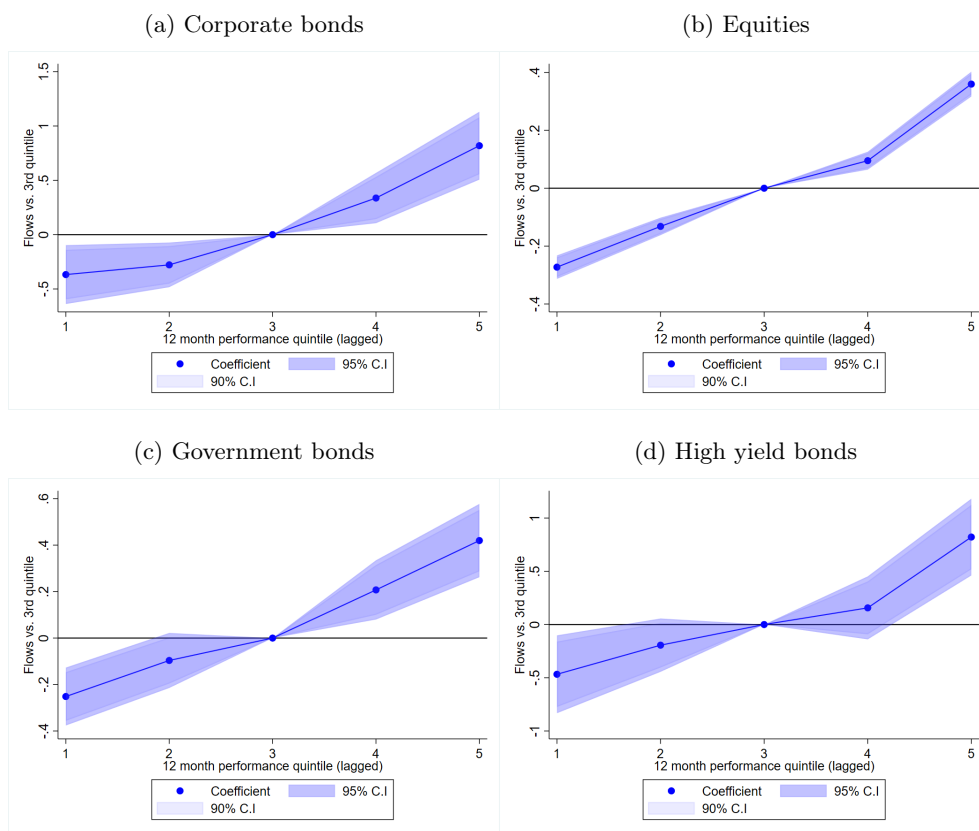 (a) Corporate bonds
Flows vs. 3rd quintile
1.5
1
.5
0
-.5
1 2 3 4 5
12 month performance quintile (lagged)
Coefficient 95% C.I
90% C.I
(b) Equities
Flows vs. 3rd quintile
.4
.2
0
-.2
-.4
1 2 3 4 5
12 month performance quintile (lagged)
Coefficient 95% C.I
90% C.I
(c) Government bonds
Flows vs. 3rd quintile
.6
.4
.2
0
-.2
-.4
1 2 3 4 5
12 month performance quintile (lagged)
Coefficient 95% C.I
90% C.I
(d) High yield bonds
Flows vs. 3rd quintile
1
.5
0
-.5
-1
1 2 3 4 5
12 month performance quintile (lagged)
Coefficient 95% C.I
90% C.I